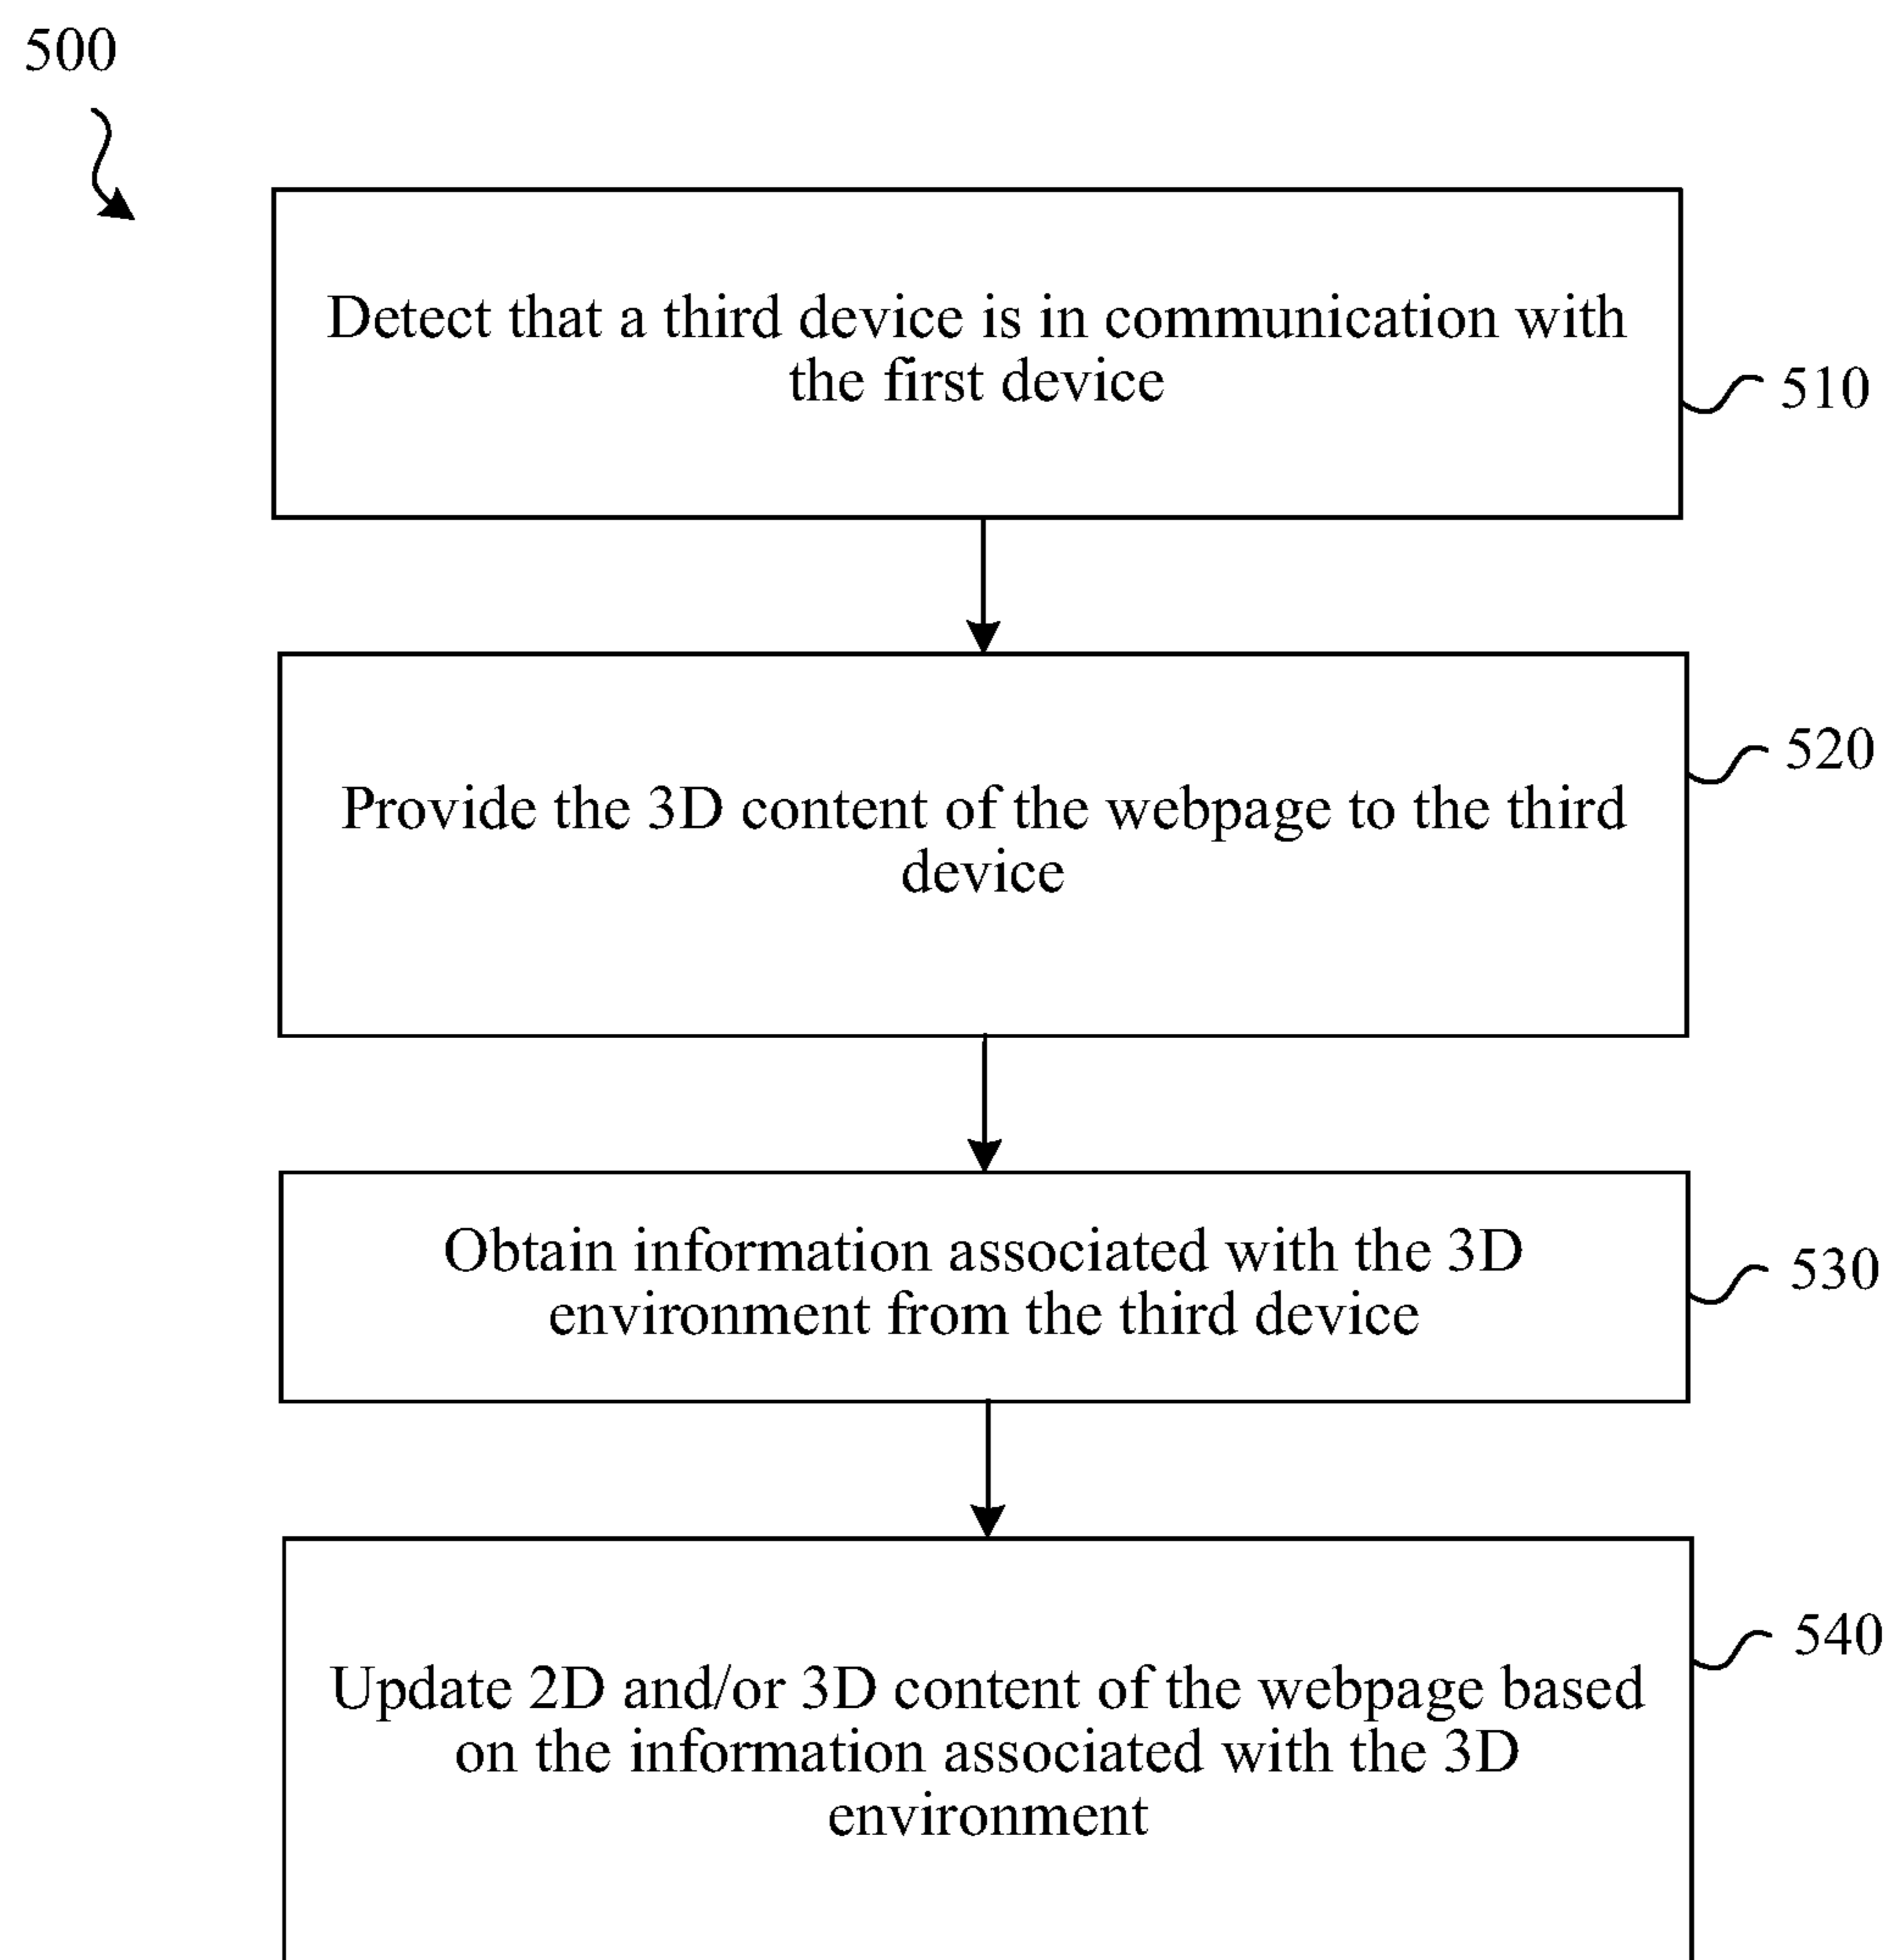 500
Detect that a third device is in communication with
the first device
510
Provide the 3D content of the webpage to the third
device
520
Obtain information associated with the 3D
environment from the third device
530
Update 2D and/or 3D content of the webpage based
on the information associated with the 3D
environment
540